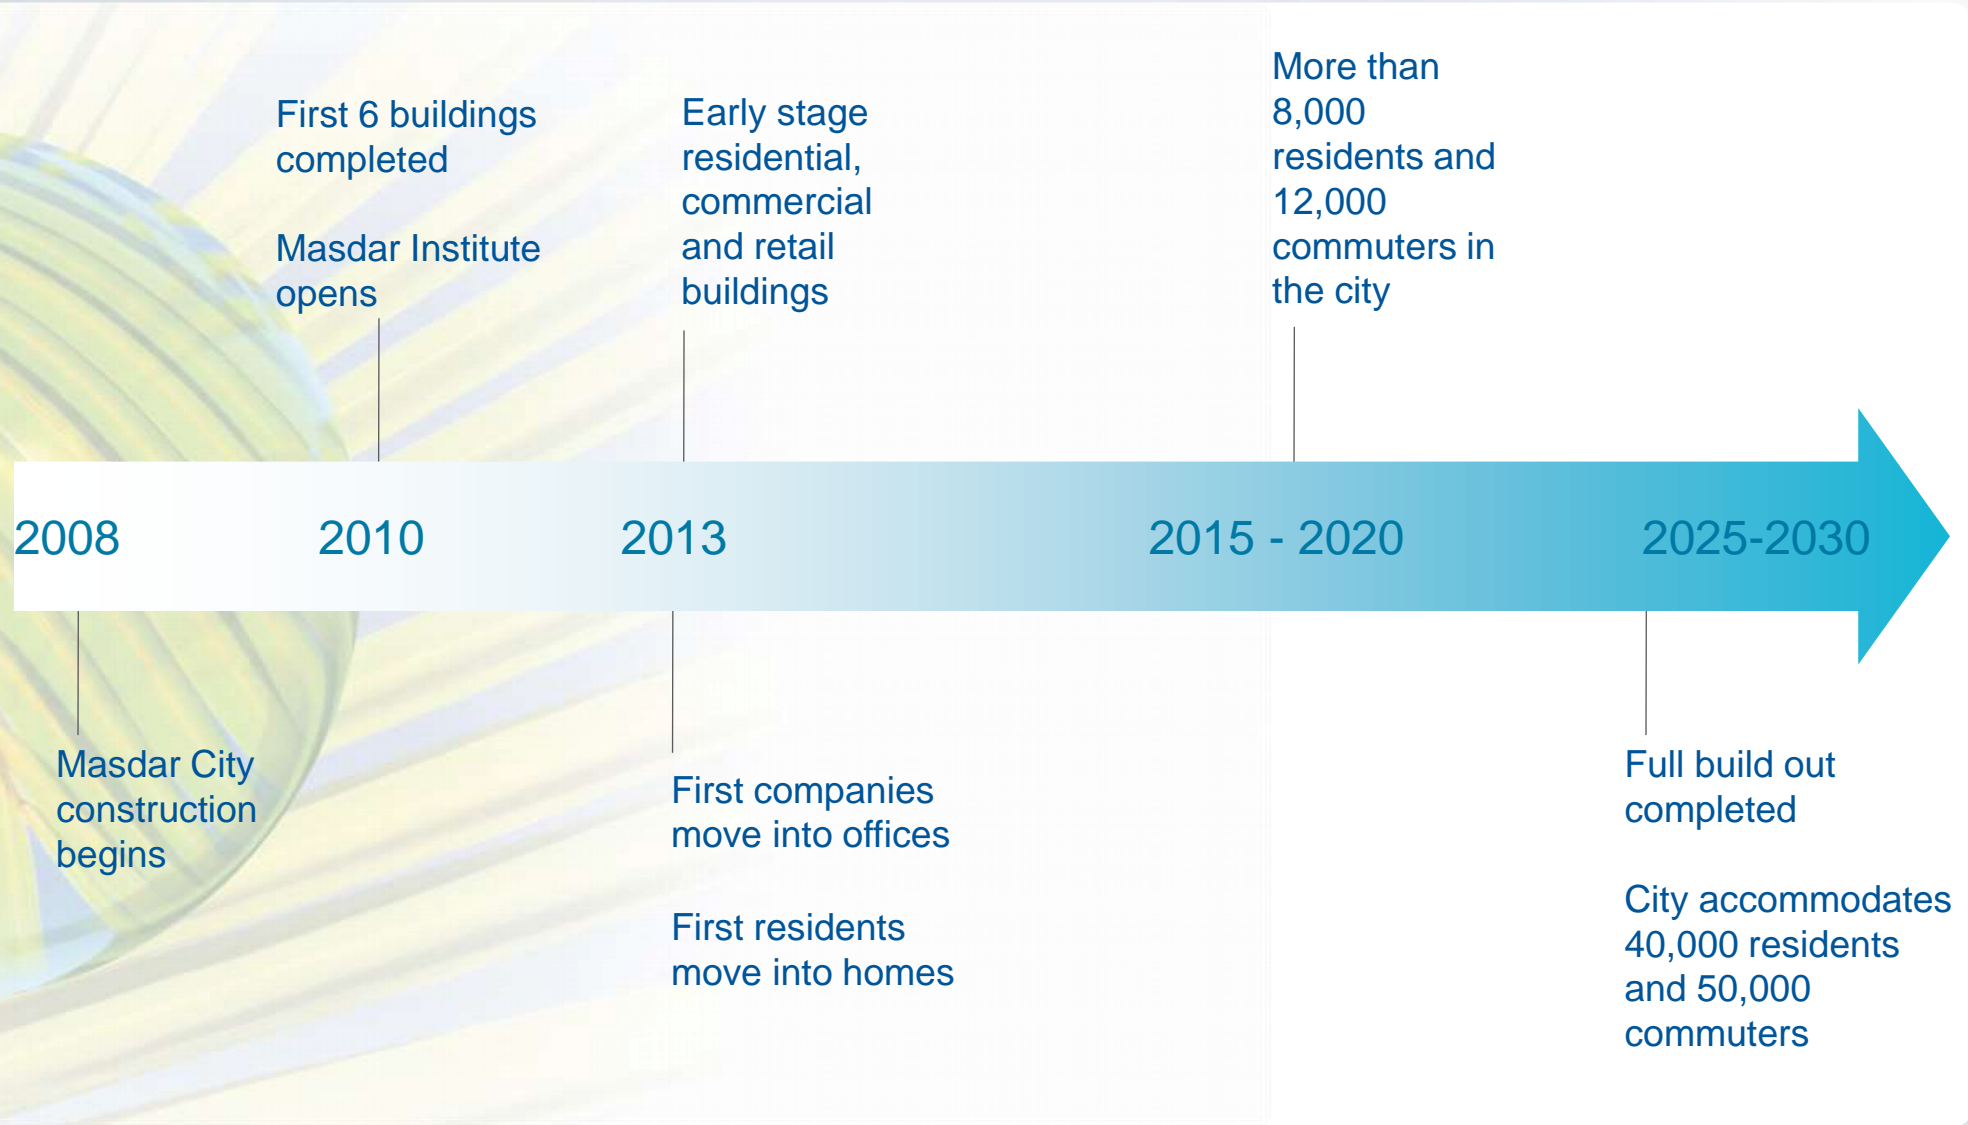 First 6 buildings
completed
Masdar Institute
opens
Early stage
residential,
commercial
and retail
buildings
More than
8,000
residents and
12,000
commuters in
the city
2008
2010
2013
2015 - 2020
2025-2030
Masdar City
construction
begins
First companies
move into offices
First residents
move into homes
Full build out
completed
City accommodates
40,000 residents
and 50,000
commuters